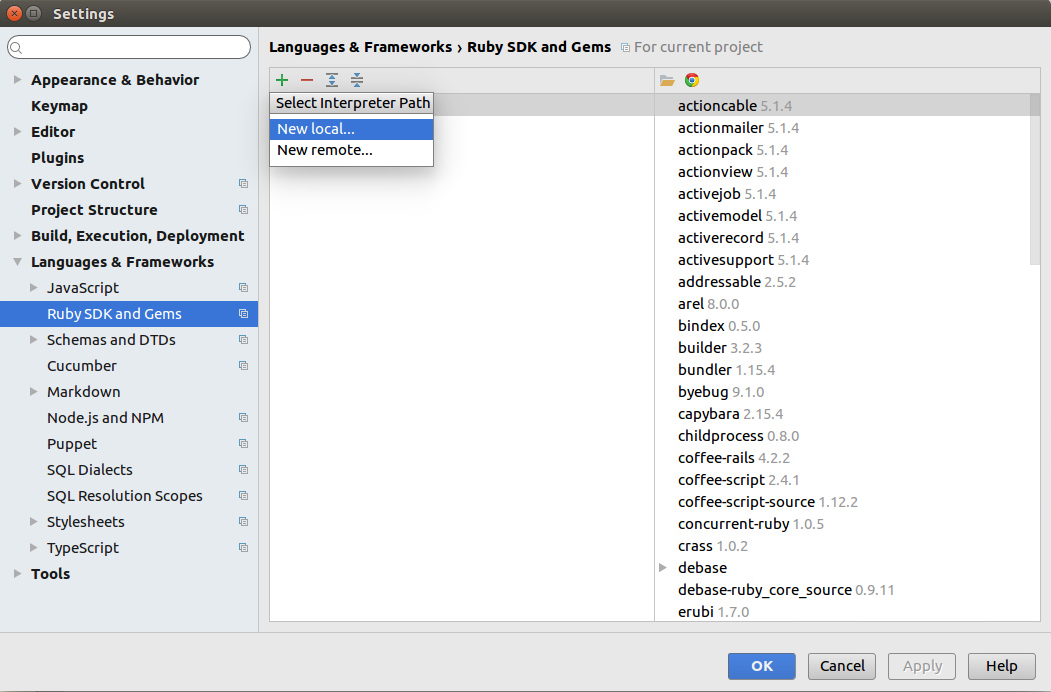 Settings
Languages & Frameworks › Ruby SDK and Gems For current project
Appearance & Behavior
Keymap
Editor
Plugins
Version Control
Project Structure
Build, Execution, Deployment
Languages & Frameworks
JavaScript
Ruby SDK and Gems
Schemas and DTDs
Cucumber
Markdown
Node.js and NPM
Puppet
SQL Dialects
SQL Resolution Scopes
Stylesheets
TypeScript
Tools
Select Interpreter Path
New local...
New remote...
actioncable 5.1.4
actionmailer 5.1.4
actionpack 5.1.4
actionview 5.1.4
activejob 5.1.4
activemodel 5.1.4
activerecord 5.1.4
activesupport 5.1.4
addressable 2.5.2
arel 8.0.0
bindex 0.5.0
builder 3.2.3
bundler 1.15.4
byebug 9.1.0
capybara 2.15.4
childprocess 0.8.0
coffee-rails 4.2.2
coffee-script 2.4.1
coffee-script-source 1.12.2
concurrent-ruby 1.0.5
crass 1.0.2
debase
debase-ruby_core_source 0.9.11
erubi 1.7.0
OK
Cancel
Apply
Help